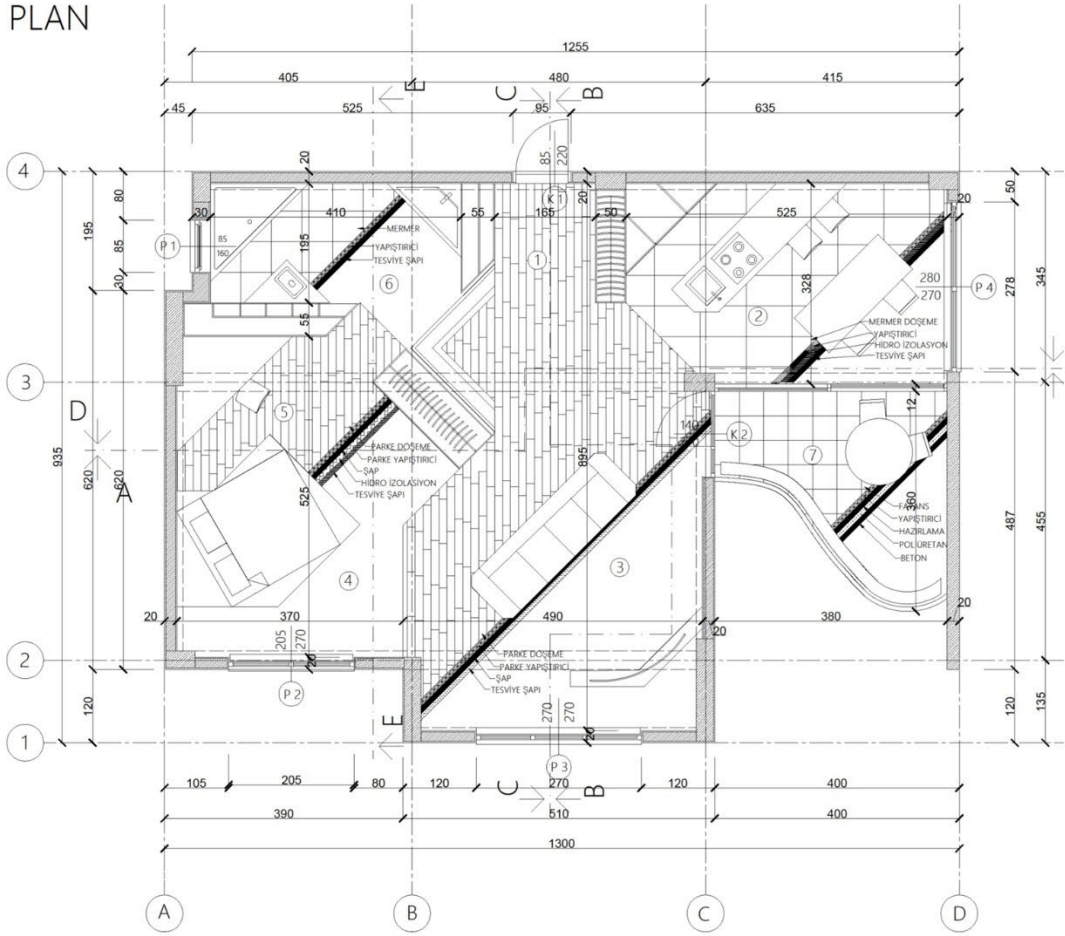 PLAN
1255
405 480 415
E C B
45 525 95 635
4
20
85 220
50
80
K 1
20
30 410 55 165 50 525 20
195
P 1
85 160
85
195
MERMER
YAPIŞTIRICI
TESVİYE ŞAPI
1
6
328
280 270
P 4
278
345
30
55
2
MERMER DÖŞEME
YAPIŞTIRICI
HİDRO İZOLASYON
TESVİYE ŞAPI
3
12
D
5
140
K 2
7
935
620
620
A
PARKE DÖŞEME
PARKE YAPIŞTIRICI
ŞAP
HİDRO İZOLASYON
TESVİYE ŞAPI
895
525
360
FAYANS
YAPIŞTIRICI
HAZIRLAMA
POLİÜRETAN
BETON
487
455
4
3
20 370 490 380 20
205 270
20
20
2
P 2
PARKE DÖŞEME
PARKE YAPIŞTIRICI
ŞAP
TESVİYE ŞAPI
120
270 270
120
135
E
20
1
P 3
105 205 80 120 270 120 400
C B
390 510 400
1300
A B C D